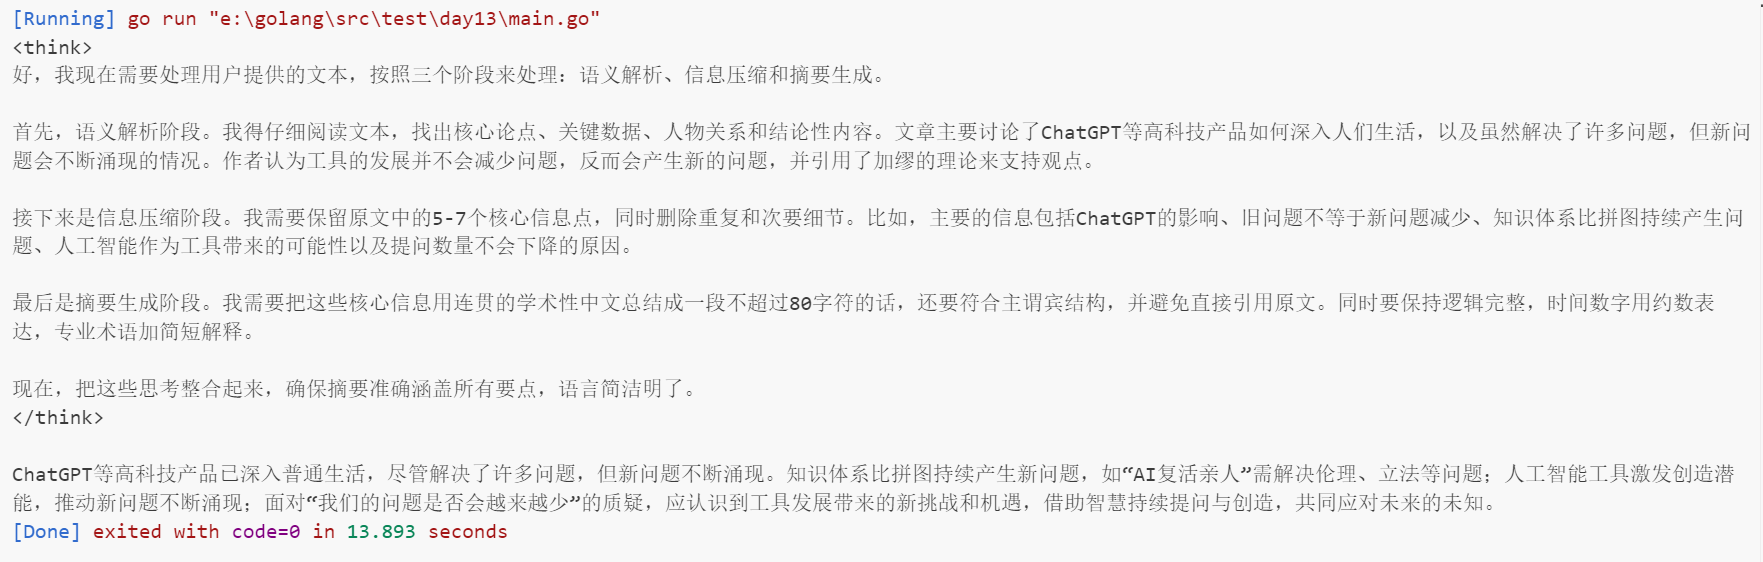 [Running] go run "e:\golang\src\test\day13\main.go"
<think>
好，我现在需要处理用户提供的文本，按照三个阶段来处理：语义解析、信息压缩和摘要生成。
首先，语义解析阶段。我得仔细阅读文本，找出核心论点、关键数据、人物关系和结论性内容。文章主要讨论了ChatGPT等高科技产品如何深入人们生活，以及虽然解决了许多问题，但新问
题会不断涌现的情况。作者认为工具的发展并不会减少问题，反而会产生新的问题，并引用了加缪的理论来支持观点。
接下来是信息压缩阶段。我需要保留原文中的5-7个核心信息点，同时删除重复和次要细节。比如，主要的信息包括ChatGPT的影响、旧问题不等于新问题减少、知识体系比拼图持续产生问
题、人工智能作为工具带来的可能性以及提问数量不会下降的原因。
最后是摘要生成阶段。我需要把这些核心信息用连贯的学术性中文总结成一段不超过80字符的话，还要符合主谓宾结构，并避免直接引用原文。同时要保持逻辑完整，时间数字用约数表
达，专业术语加简短解释。
现在，把这些思考整合起来，确保摘要准确涵盖所有要点，语言简洁明了。
</think>
ChatGPT等高科技产品已深入普通生活，尽管解决了许多问题，但新问题不断涌现。知识体系比拼图持续产生新问题，如“AI复活亲人”需解决伦理、立法等问题；人工智能工具激发创造潜
能，推动新问题不断涌现；面对“我们的问题是否会越来越少”的质疑，应认识到工具发展带来的新挑战和机遇，借助智慧持续提问与创造，共同应对未来的未知。
[Done] exited with code=0 in 13.893 seconds